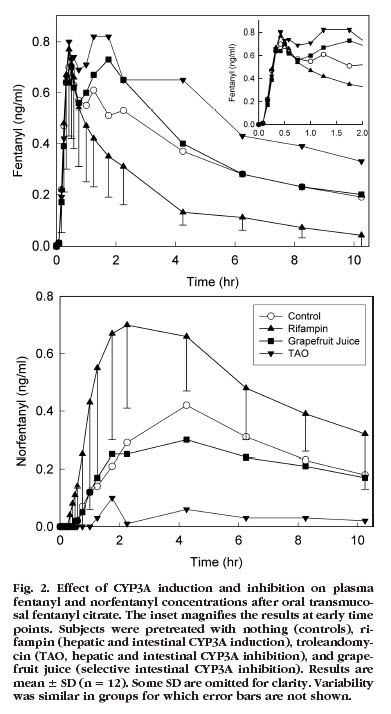 0.8
0.6
0.4
0.2
0.0
Fentanyl (ng/ml)
0 2 4 6 8 10
Time (hr)
0.8
0.6
0.4
0.2
0.0
Fentanyl (ng/ml)
0.0 0.5 1.0 1.5 2.0
0.8
0.6
0.4
0.2
0.0
Norfentanyl (ng/ml)
0 2 4 6 8 10
Time (hr)
Control
Rifampin
Grapefruit Juice
TAO
Fig. 2. Effect of CYP3A induction and inhibition on plasma
fentanyl and norfentanyl concentrations after oral transmuco-
sal fentanyl citrate. The inset magnifies the results at early time
points. Subjects were pretreated with nothing (controls), ri-
fampin (hepatic and intestinal CYP3A induction), troleandomy-
cin (TAO, hepatic and intestinal CYP3A inhibition), and grape-
fruit juice (selective intestinal CYP3A inhibition). Results are
mean ± SD (n = 12). Some SD are omitted for clarity. Variability
was similar in groups for which error bars are not shown.